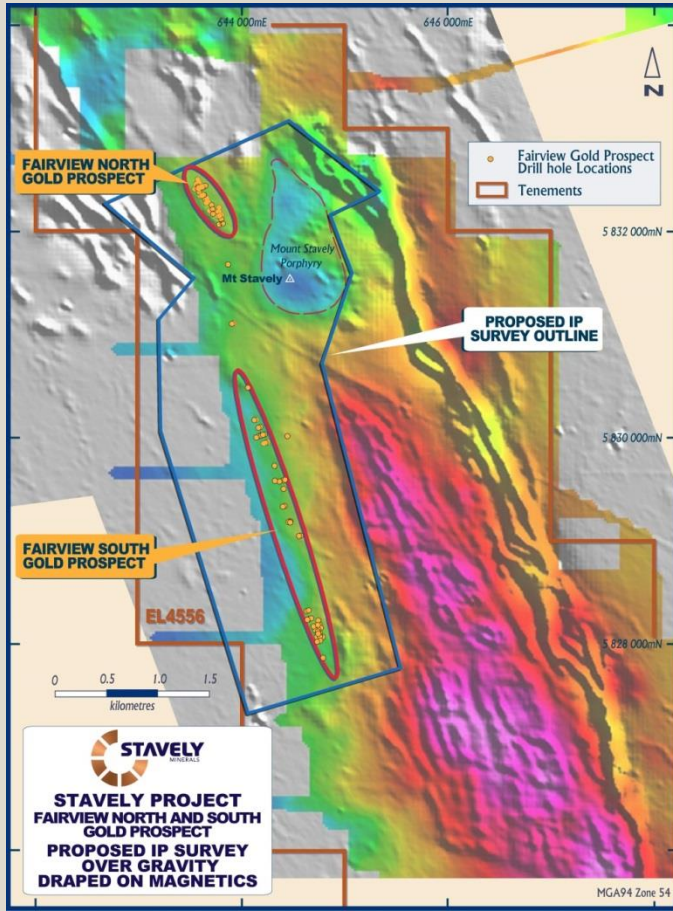 644 000mE
646 000mE
N
FAIRVIEW NORTH
GOLD PROSPECT
Fairview Gold Prospect
Drill hole Locations
Tenements
5 832 000mN
Mount Stavely
Porphyry
Mt Stavely
PROPOSED IP
SURVEY OUTLINE
5 830 000mN
FAIRVIEW SOUTH
GOLD PROSPECT
EL4556
5 828 000mN
0 0.5 1.0 1.5
kilometres
STAVELY
MINERALS
STAVELY PROJECT
FAIRVIEW NORTH AND SOUTH
GOLD PROSPECT
PROPOSED IP SURVEY
OVER GRAVITY
DRAPED ON MAGNETICS
MGA94 Zone 54